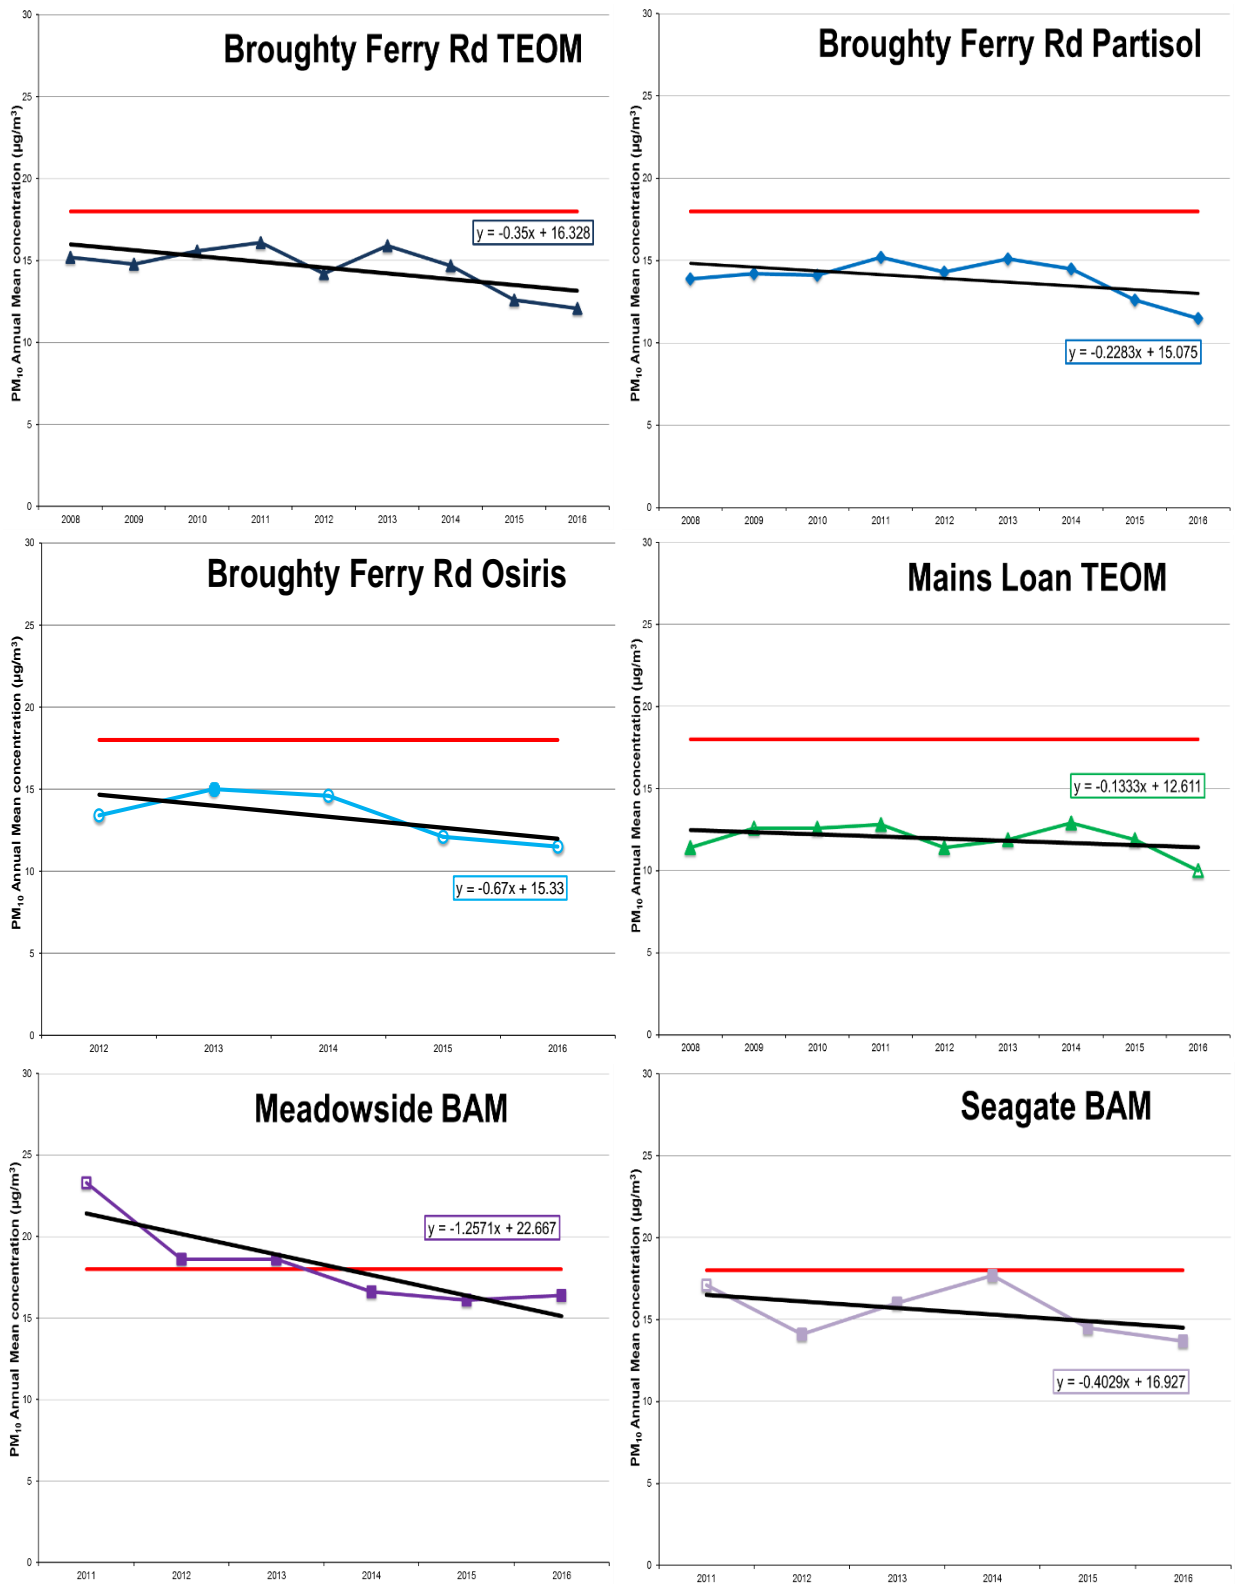 Broughty Ferry Rd TEOM
PM₁₀ Annual Mean concentration (µg/m³)
30
25
20
15
10
5
0
y = -0.35x + 16.328
2008 2009 2010 2011 2012 2013 2014 2015 2016
Broughty Ferry Rd Partisol
PM₁₀ Annual Mean concentration (µg/m³)
30
25
20
15
10
5
0
y = -0.2283x + 15.075
2008 2009 2010 2011 2012 2013 2014 2015 2016
Broughty Ferry Rd Osiris
PM₁₀ Annual Mean concentration (µg/m³)
30
25
20
15
10
5
0
y = -0.67x + 15.33
2012 2013 2014 2015 2016
Mains Loan TEOM
PM₁₀ Annual Mean concentration (µg/m³)
30
25
20
15
10
5
0
y = -0.1333x + 12.611
2008 2009 2010 2011 2012 2013 2014 2015 2016
Meadowside BAM
PM₁₀ Annual Mean concentration (µg/m³)
30
25
20
15
10
5
0
y = -1.2571x + 22.667
2011 2012 2013 2014 2015 2016
Seagate BAM
PM₁₀ Annual Mean concentration (µg/m³)
30
25
20
15
10
5
0
y = -0.4029x + 16.927
2011 2012 2013 2014 2015 2016